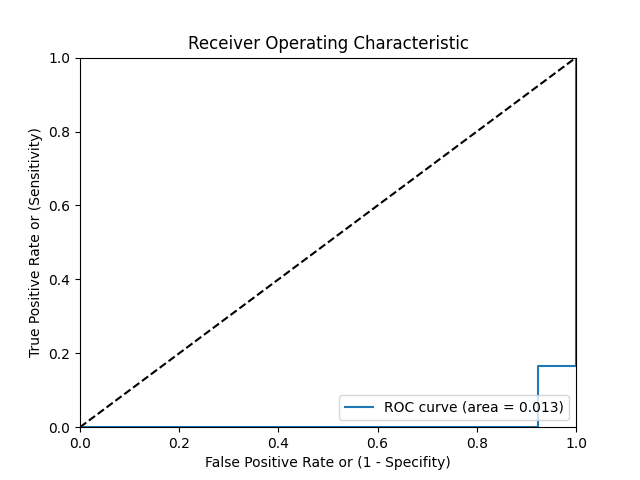 Receiver Operating Characteristic
True Positive Rate or (Sensitivity)
1.0
0.8
0.6
0.4
0.2
0.0
ROC curve (area = 0.013)
0.0 0.2 0.4 0.6 0.8 1.0
False Positive Rate or (1 - Specifity)